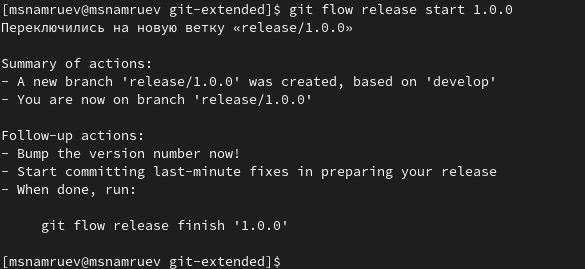 [msnamruev@msnamruev git-extended]$ git flow release start 1.0.0
Переключились на новую ветку «release/1.0.0»
Summary of actions:
- A new branch 'release/1.0.0' was created, based on 'develop'
- You are now on branch 'release/1.0.0'
Follow-up actions:
- Bump the version number now!
- Start committing last-minute fixes in preparing your release
- When done, run:
git flow release finish '1.0.0'
[msnamruev@msnamruev git-extended]$